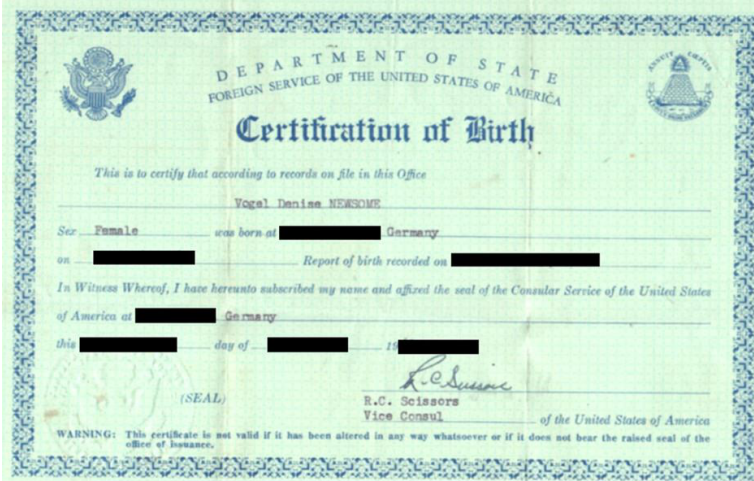 DEPARTMENT OF STATE
FOREIGN SERVICE OF THE UNITED STATES OF AMERICA
ANNUIT COEPTIS
Certification of Birth
This is to certify that according to records on file in this Office
Vogel Denise NEWSOME
Sex Female was born at Germany
on Report of birth recorded on
In Witness Whereof, I have hereunto subscribed my name and affixed the seal of the Consular Service of the United States
of America at Germany
this day of 19
R.C. Scissors
(SEAL)
R.C. Scissors
Vice Consul of the United States of America
WARNING: This certificate is not valid if it has been altered in any way whatsoever or if it does not bear the raised seal of the
office of issuance.